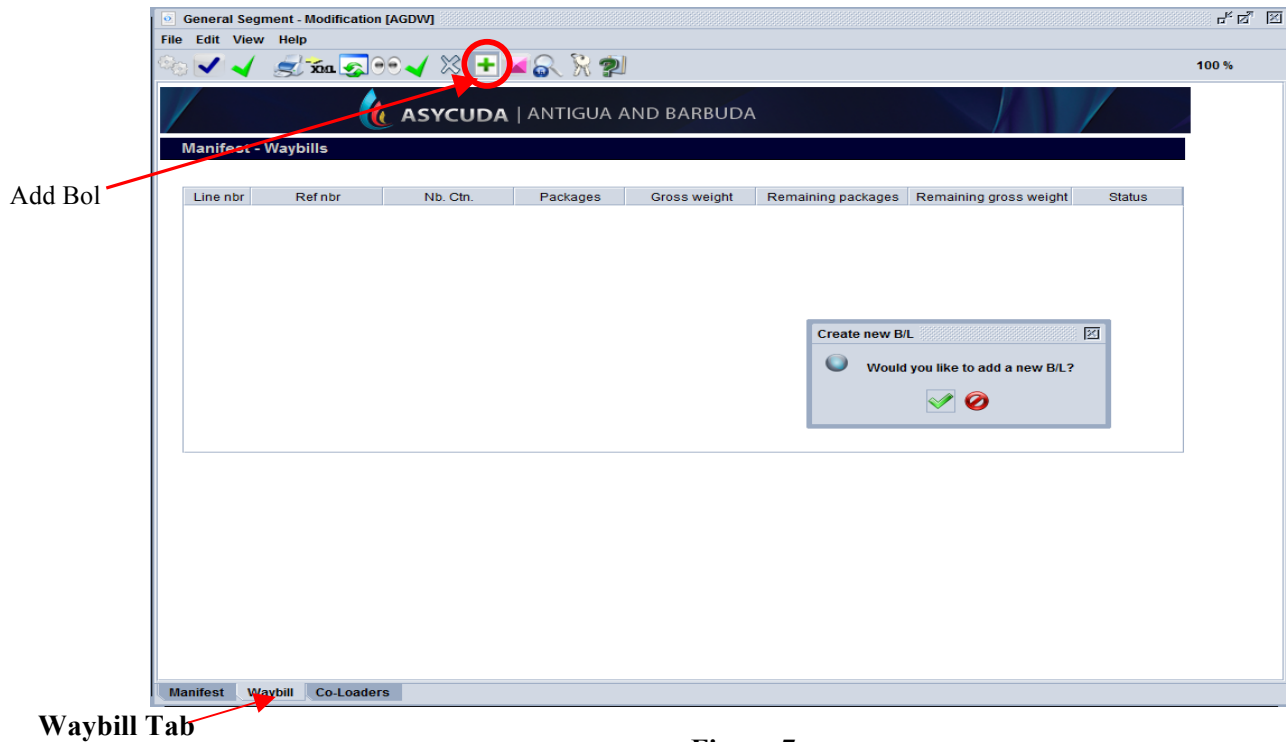 General Segment - Modification [AGDW]
File Edit View Help
XML
100 %
ASYCUDA | ANTIGUA AND BARBUDA
Manifest - Waybills
Add Bol
Line nbr Ref nbr Nb. Ctn. Packages Gross weight Remaining packages Remaining gross weight Status
Create new B/L
Would you like to add a new B/L?
Manifest Waybill Co-Loaders
Waybill Tab